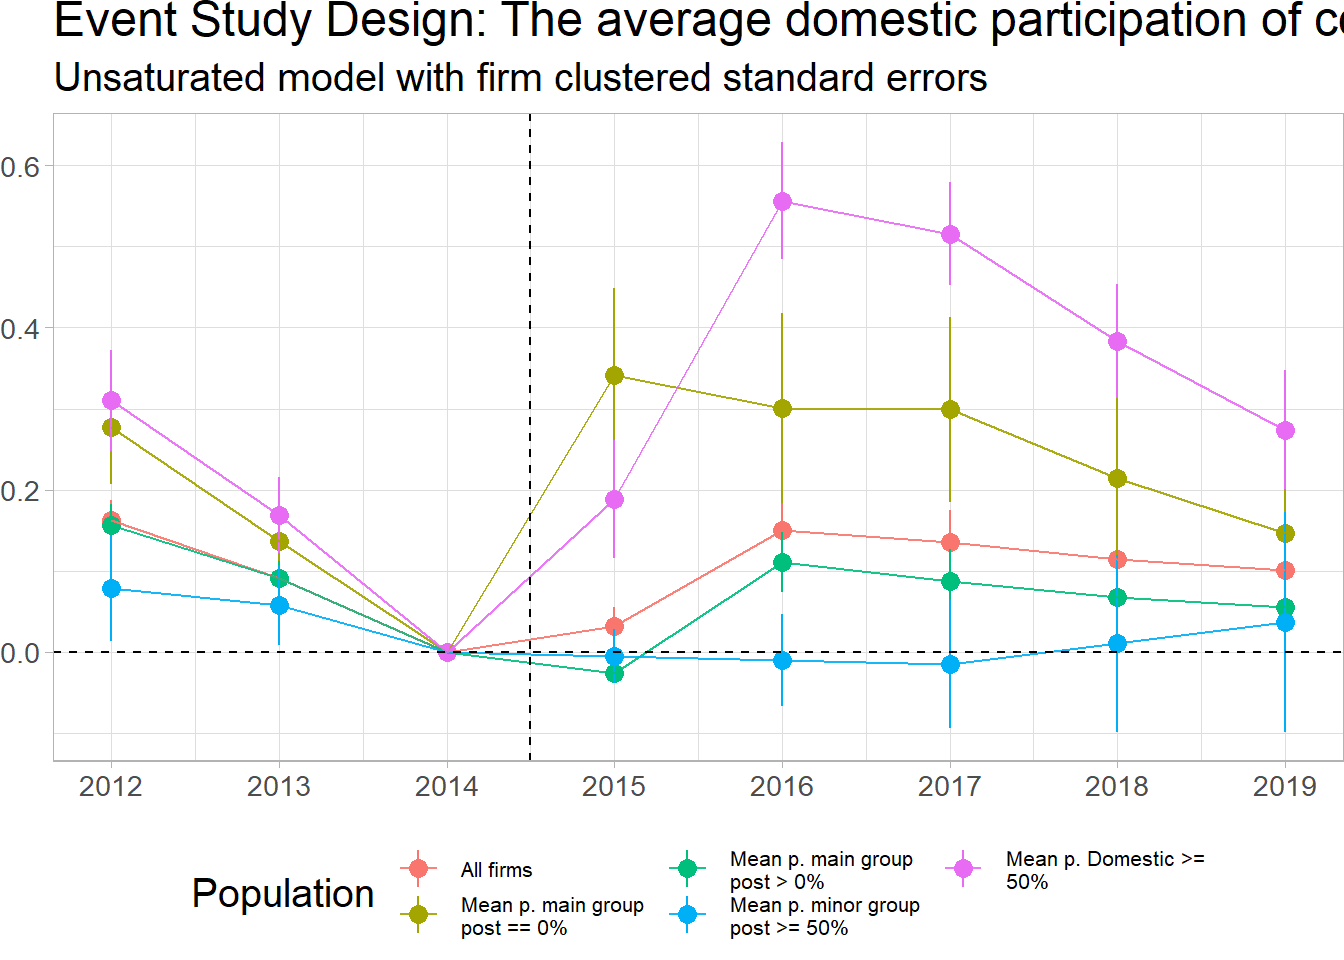 Event Study Design: The average domestic participation of
Unsaturated model with firm clustered standard errors
0.6
0.4
0.2
0.0
2012 2013 2014 2015 2016 2017 2018 2019
Population
All firms
Mean p. main group
post == 0%
Mean p. main group
post > 0%
Mean p. minor group
post >= 50%
Mean p. Domestic >=
50%